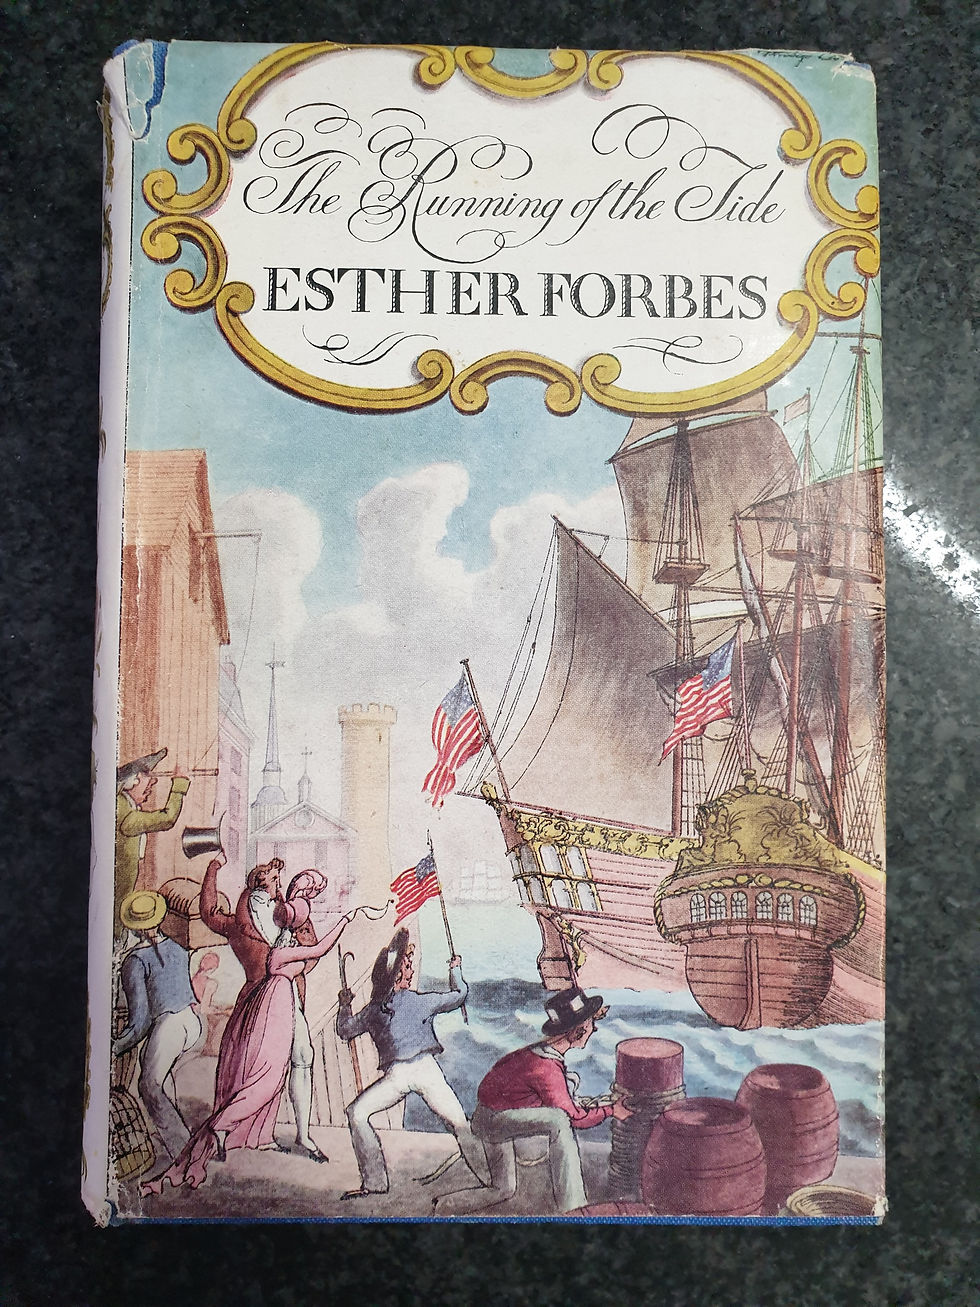 The Running of the Tide
ESTHER FORBES